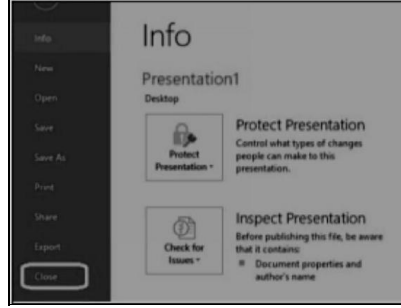 Info
New
Open
Save
Save As
Print
Share
Export
Close
Info
Presentation1
Desktop
Protect
Presentation
Protect Presentation
Control what types of changes
people can make to this
presentation.
Check for
Issues
Inspect Presentation
Before publishing this file, be aware
that it contains:
Document properties and
author's name